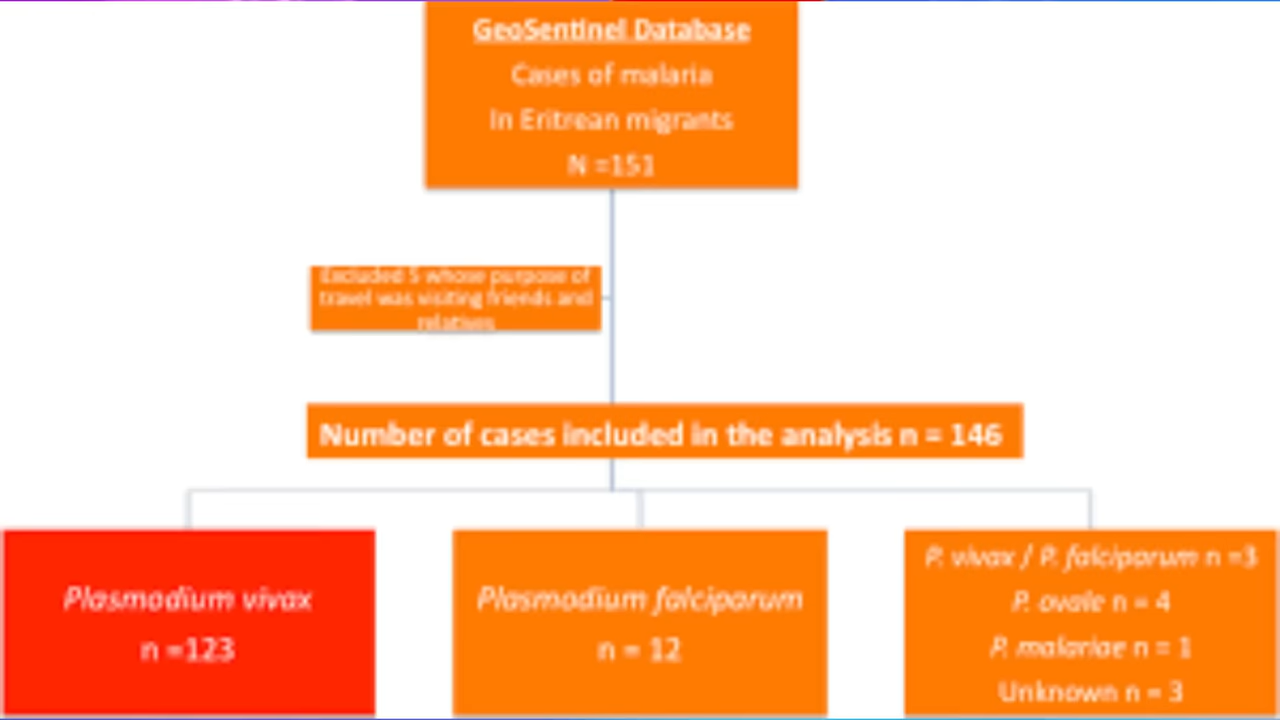 GeoSentinel Database
Cases of malaria
In Eritrean migrants
N =151
Excluded 5 whose purpose of
travel was visiting friends and
relatives
Number of cases included in the analysis n = 146
Plasmodium vivax
n =123
Plasmodium falciparum
n = 12
P. vivax / P. falciparum n =3
P. ovale n = 4
P. malariae n = 1
Unknown n = 3